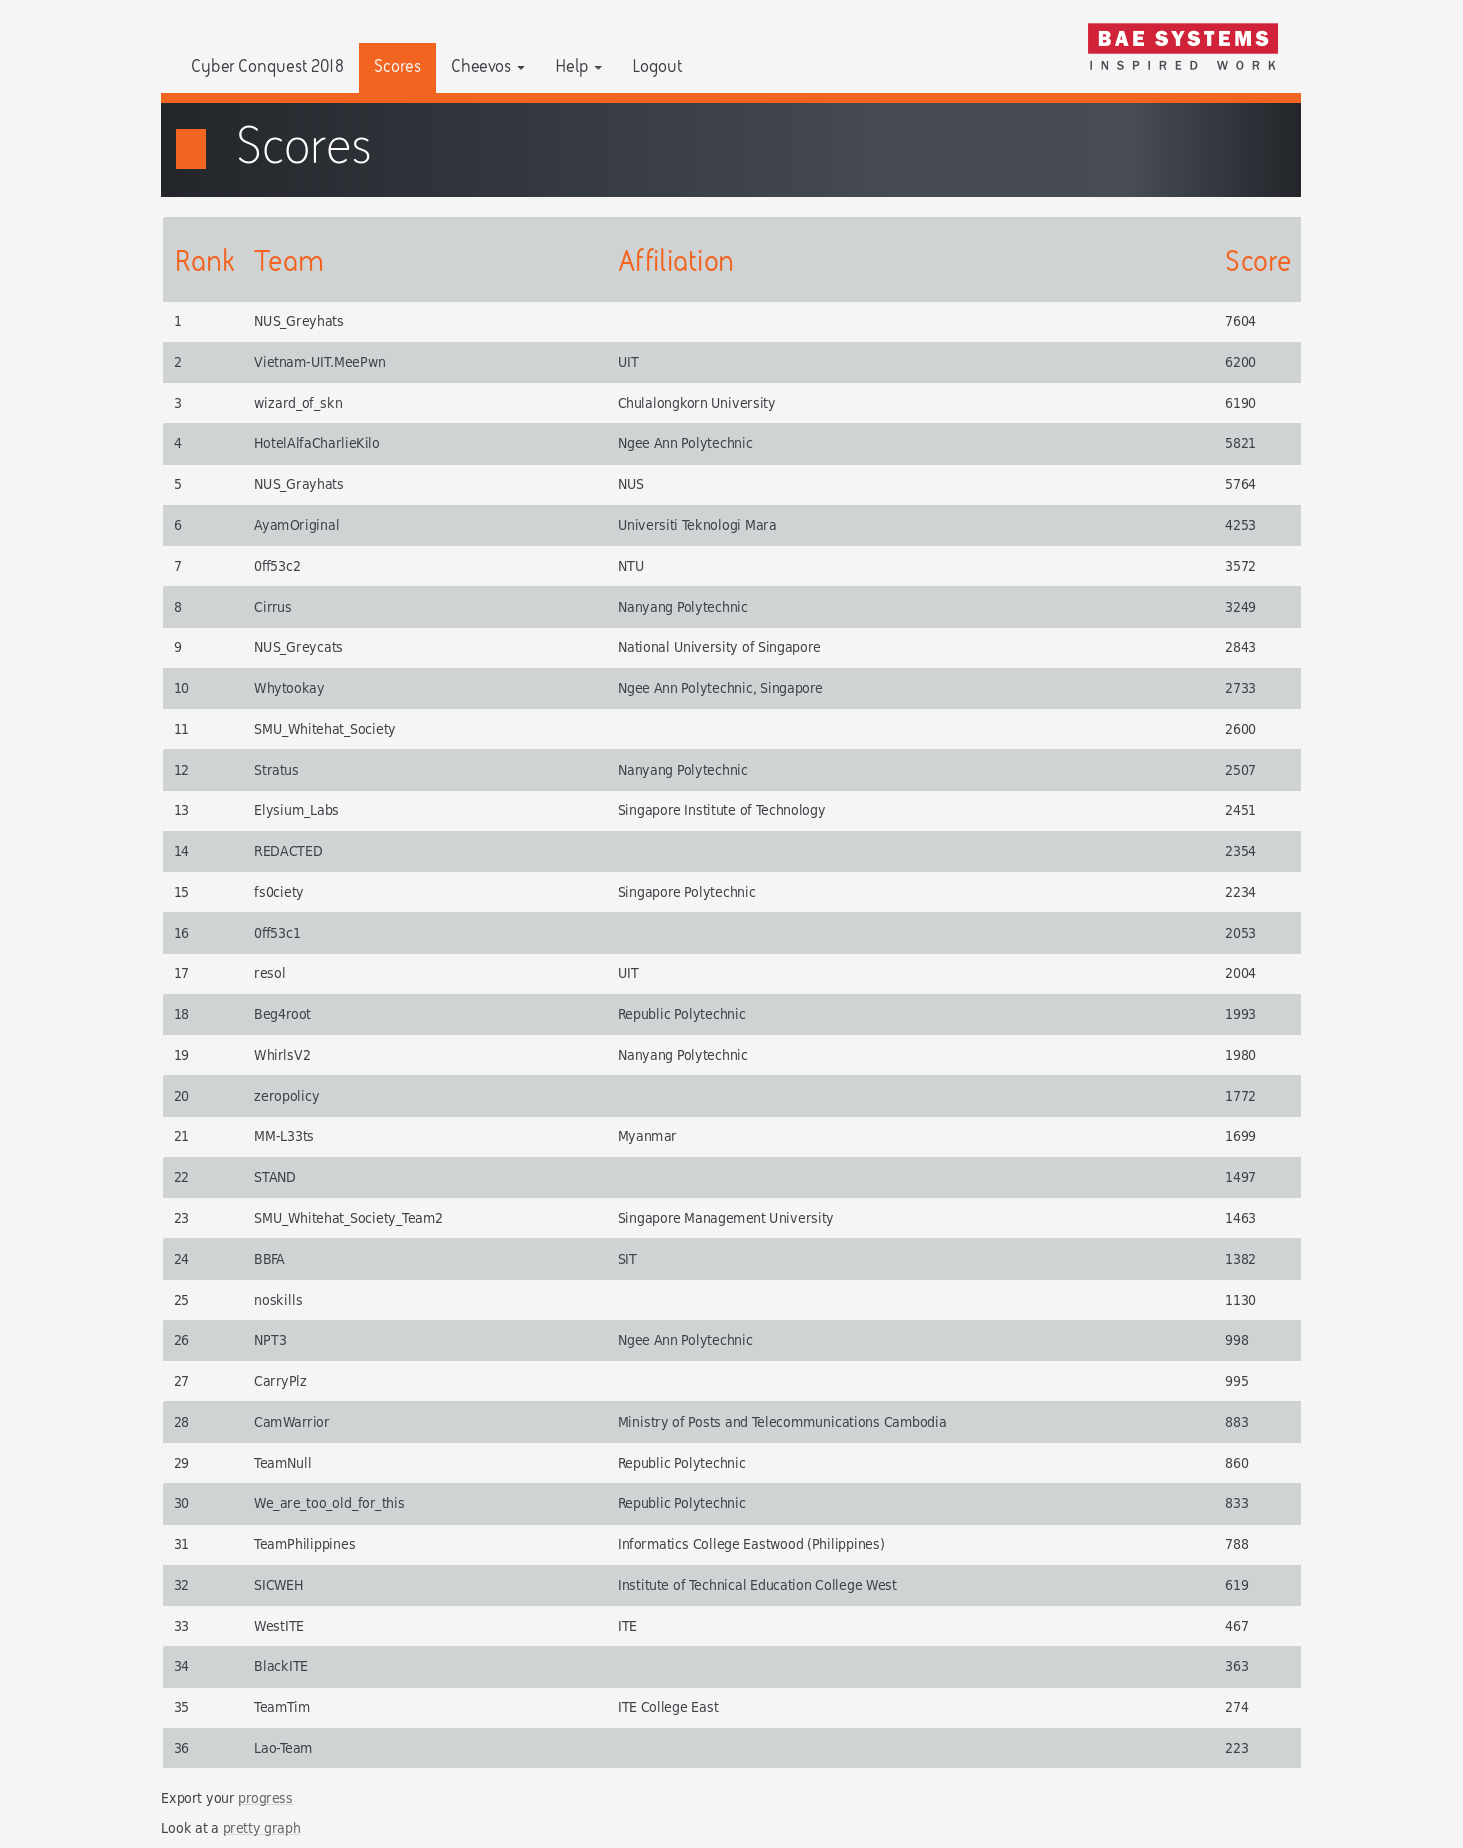 BAE SYSTEMS
INSPIRED WORK
Cyber Conquest 2018 Scores Cheevos Help Logout
Scores
Rank Team Affiliation Score
1 NUS_Greyhats 7604
2 Vietnam-UIT.MeePwn UIT 6200
3 wizard_of_skn Chulalongkorn University 6190
4 HotelAlfaCharlieKilo Ngee Ann Polytechnic 5821
5 NUS_Grayhats NUS 5764
6 AyamOriginal Universiti Teknologi Mara 4253
7 0ff53c2 NTU 3572
8 Cirrus Nanyang Polytechnic 3249
9 NUS_Greycats National University of Singapore 2843
10 Whytookay Ngee Ann Polytechnic, Singapore 2733
11 SMU_Whitehat_Society 2600
12 Stratus Nanyang Polytechnic 2507
13 Elysium_Labs Singapore Institute of Technology 2451
14 REDACTED 2354
15 fs0ciety Singapore Polytechnic 2234
16 0ff53c1 2053
17 resol UIT 2004
18 Beg4root Republic Polytechnic 1993
19 WhirlsV2 Nanyang Polytechnic 1980
20 zeropolicy 1772
21 MM-L33ts Myanmar 1699
22 STAND 1497
23 SMU_Whitehat_Society_Team2 Singapore Management University 1463
24 BBFA SIT 1382
25 noskills 1130
26 NPT3 Ngee Ann Polytechnic 998
27 CarryPlz 995
28 CamWarrior Ministry of Posts and Telecommunications Cambodia 883
29 TeamNull Republic Polytechnic 860
30 We_are_too_old_for_this Republic Polytechnic 833
31 TeamPhilippines Informatics College Eastwood (Philippines) 788
32 SICWEH Institute of Technical Education College West 619
33 WestITE ITE 467
34 BlackITE 363
35 TeamTim ITE College East 274
36 Lao-Team 223
Export your progress
Look at a pretty graph